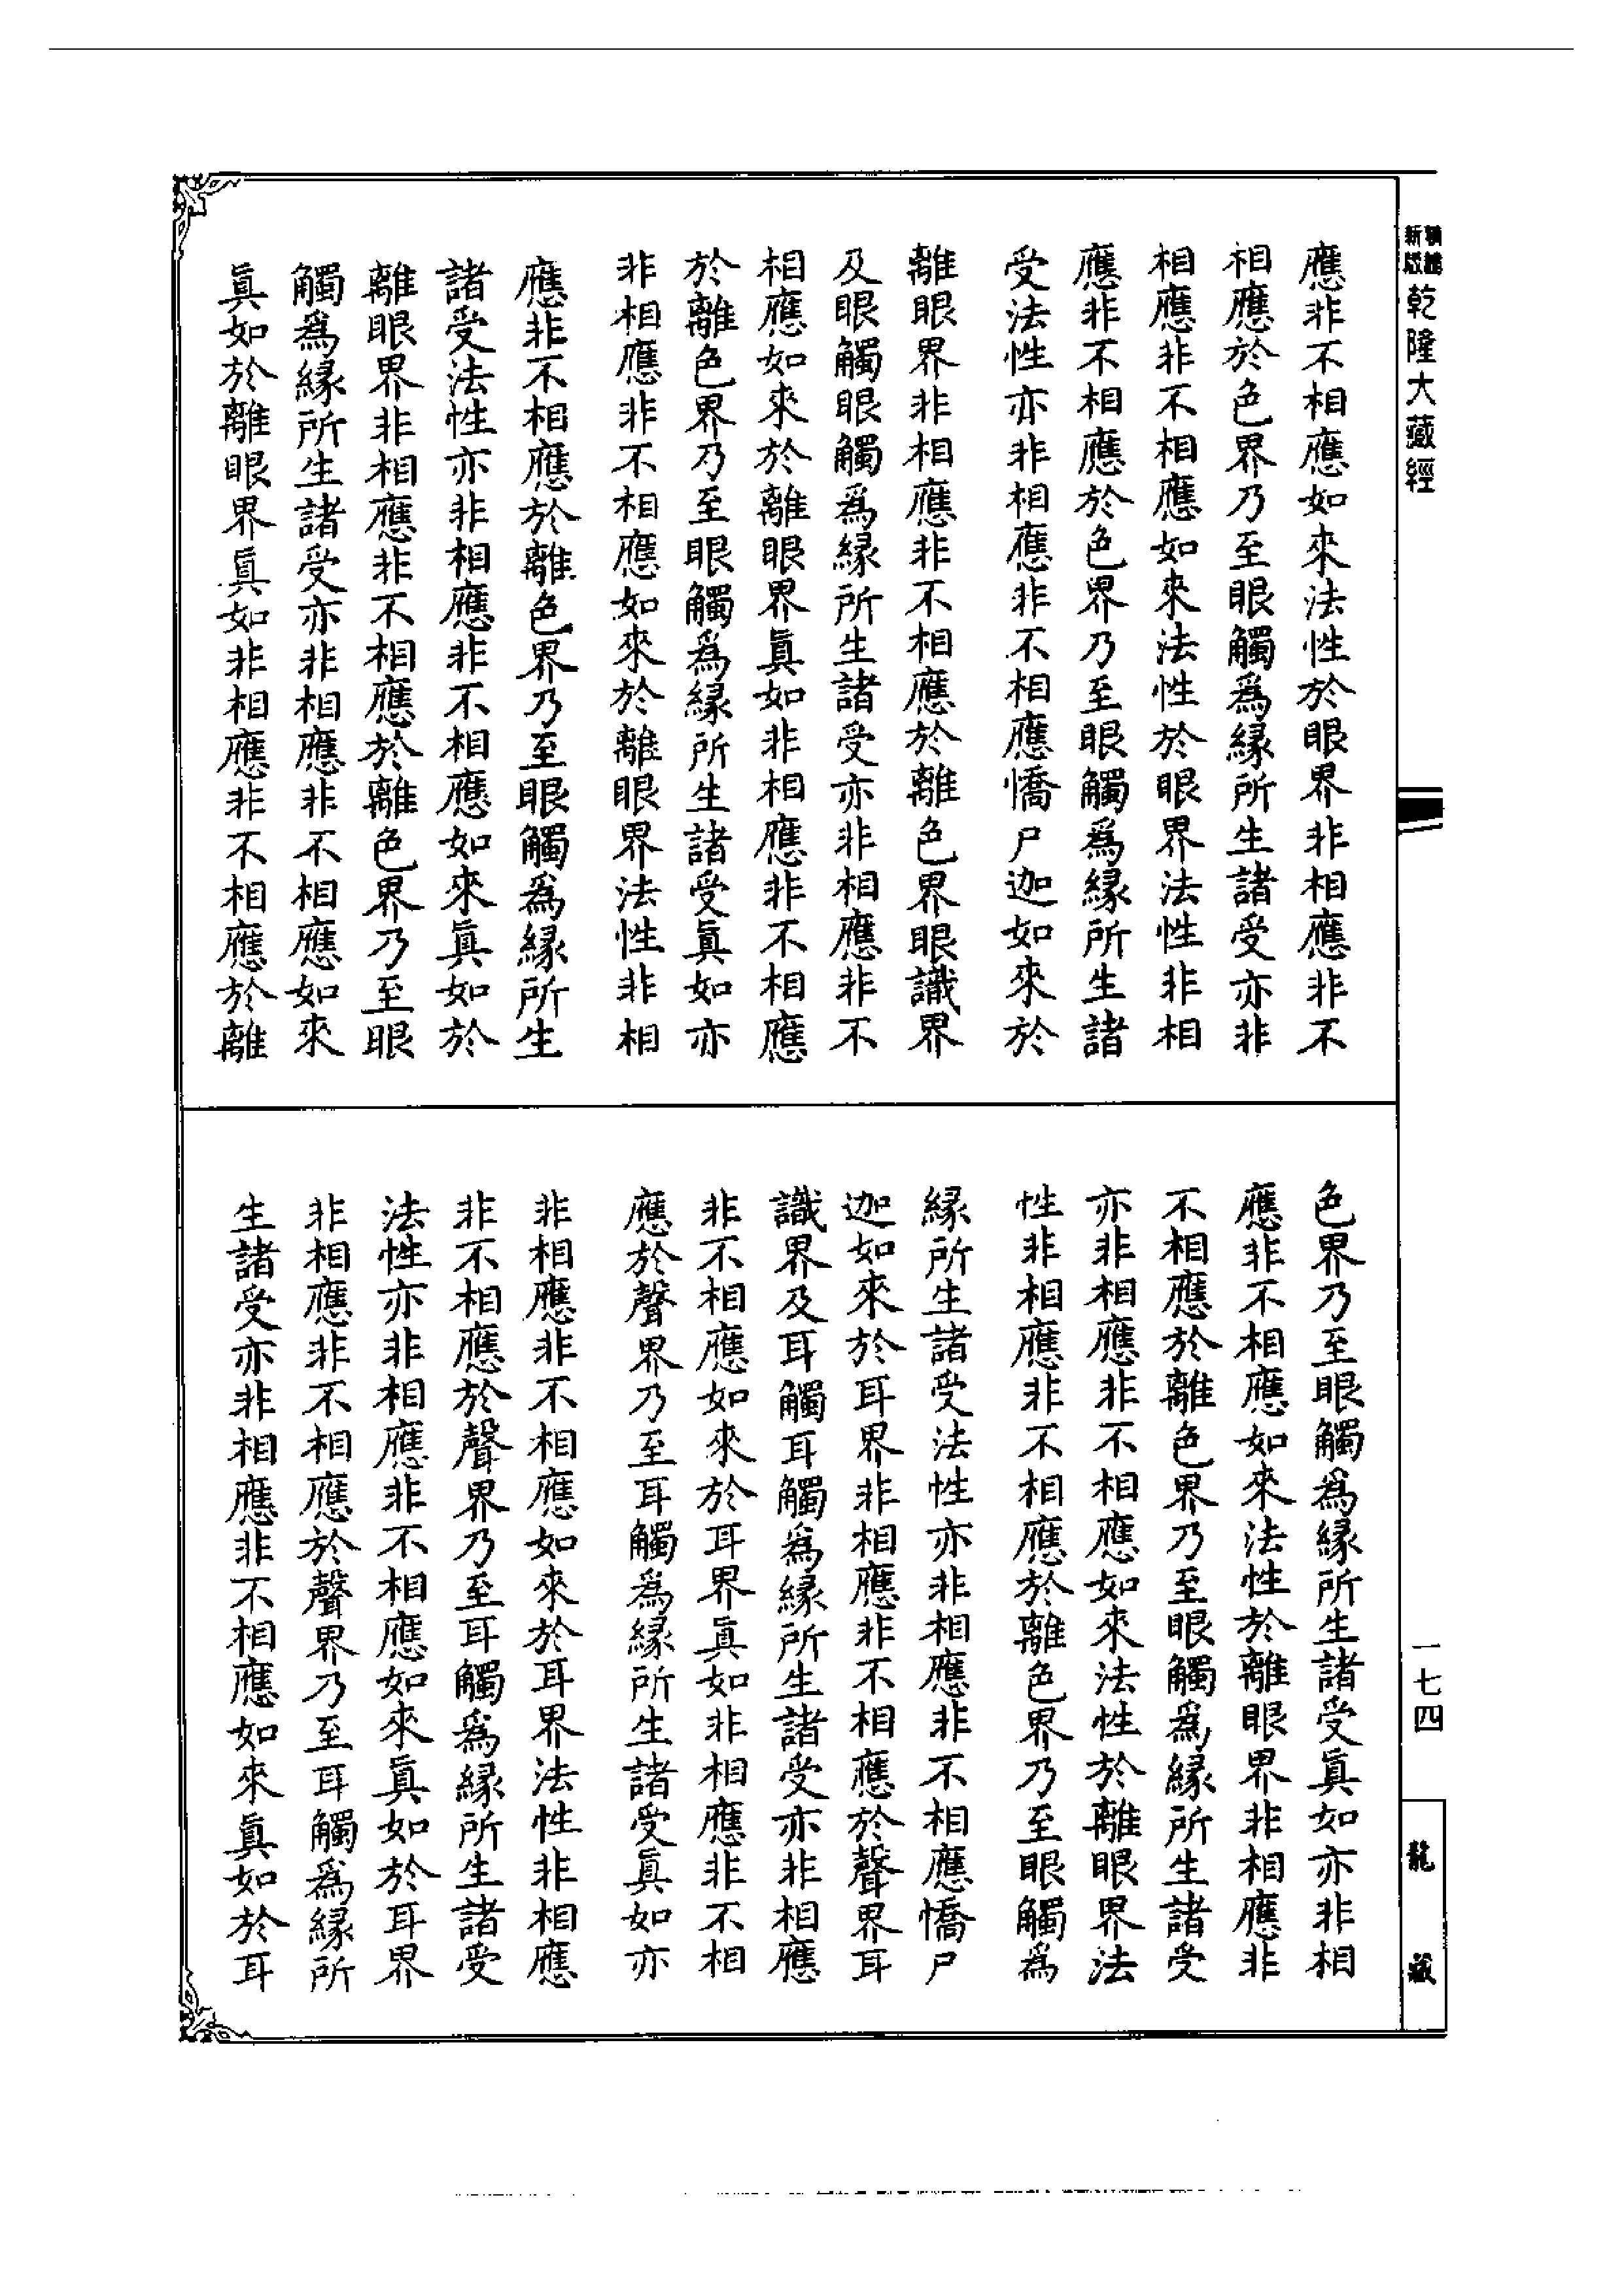 乾隆大藏經
應非不相應如來法性於眼界非相應非不
相應於色界乃至眼觸爲緣所生諸受亦非
相應非不相應如來法性於眼界法性非相
應非不相應於色界乃至眼觸爲緣所生諸
受法性亦非相應非不相應憍尸迦如來於
離眼界非相應非不相應於離色界眼識界
及眼觸眼觸爲緣所生諸受亦非相應非不
相應如來於離眼界眞如非相應非不相應
於離色界乃至眼觸爲緣所生諸受眞如亦
非相應非不相應如來於離眼界法性非相
應非不相應於離色界乃至眼觸爲緣所生
諸受法性亦非相應非不相應如來眞如於
離眼界非相應非不相應於離色界乃至眼
觸爲緣所生諸受亦非相應非不相應如來
眞如於離眼界眞如非相應非不相應於離
色界乃至眼觸爲緣所生諸受眞如亦非相
應非不相應如來法性於離眼界非相應非
不相應於離色界乃至眼觸爲緣所生諸受
亦非相應非不相應如來法性於離眼界法
性非相應非不相應於離色界乃至眼觸爲
緣所生諸受法性亦非相應非不相應憍尸
迦如來於耳界非相應非不相應於聲界耳
識界及耳觸耳觸爲緣所生諸受亦非相應
非不相應如來於耳界眞如非相應非不相
應於聲界乃至耳觸爲緣所生諸受眞如亦
非相應非不相應如來於耳界法性非相應
非不相應於聲界乃至耳觸爲緣所生諸受
法性亦非相應非不相應如來眞如於耳界
非相應非不相應於聲界乃至耳觸爲緣所
生諸受亦非相應非不相應如來眞如於耳
一七四
龍藏